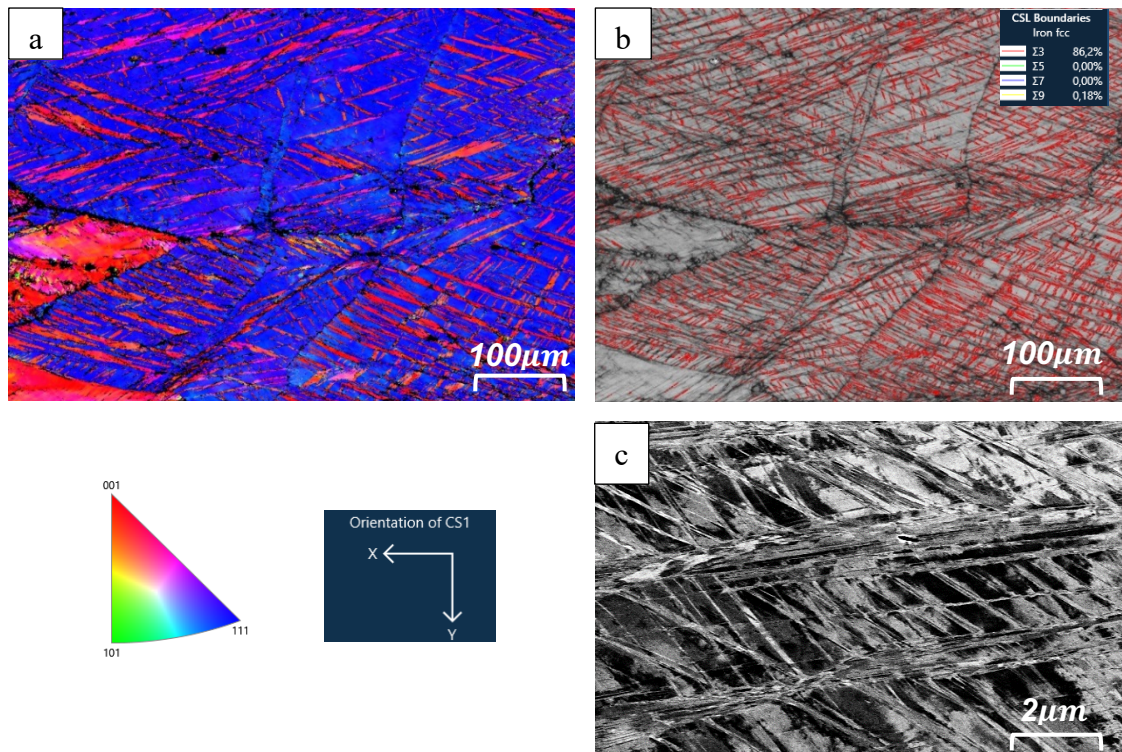 a
100μm
b
CSL Boundaries
Iron fcc
Σ3 86,2%
Σ5 0,00%
Σ7 0,00%
Σ9 0,18%
100μm
001
111
101
Orientation of CS1
X
Y
c
2μm